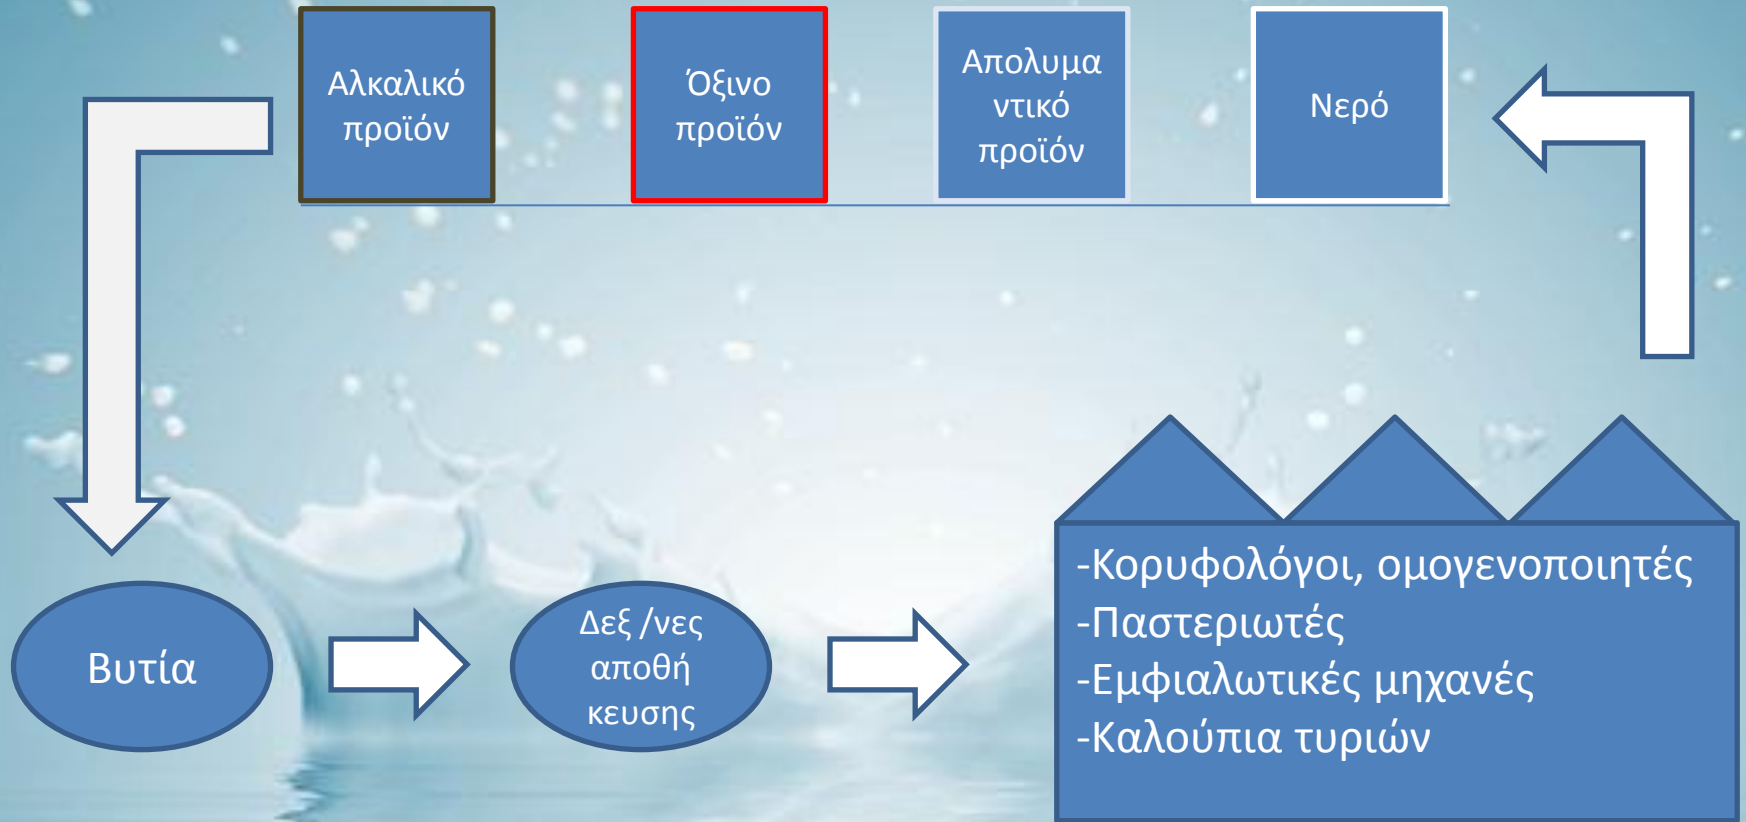 Αλκαλικό
προϊόν
Όξινο
προϊόν
Απολυμα
ντικό
προϊόν
Νερό
Βυτία
Δεξ /νες
αποθή
κευσης
-Κορυφολόγοι, ομογενοποιητές
-Παστεριωτές
-Εμφιαλωτικές μηχανές
-Καλούπια τυριών